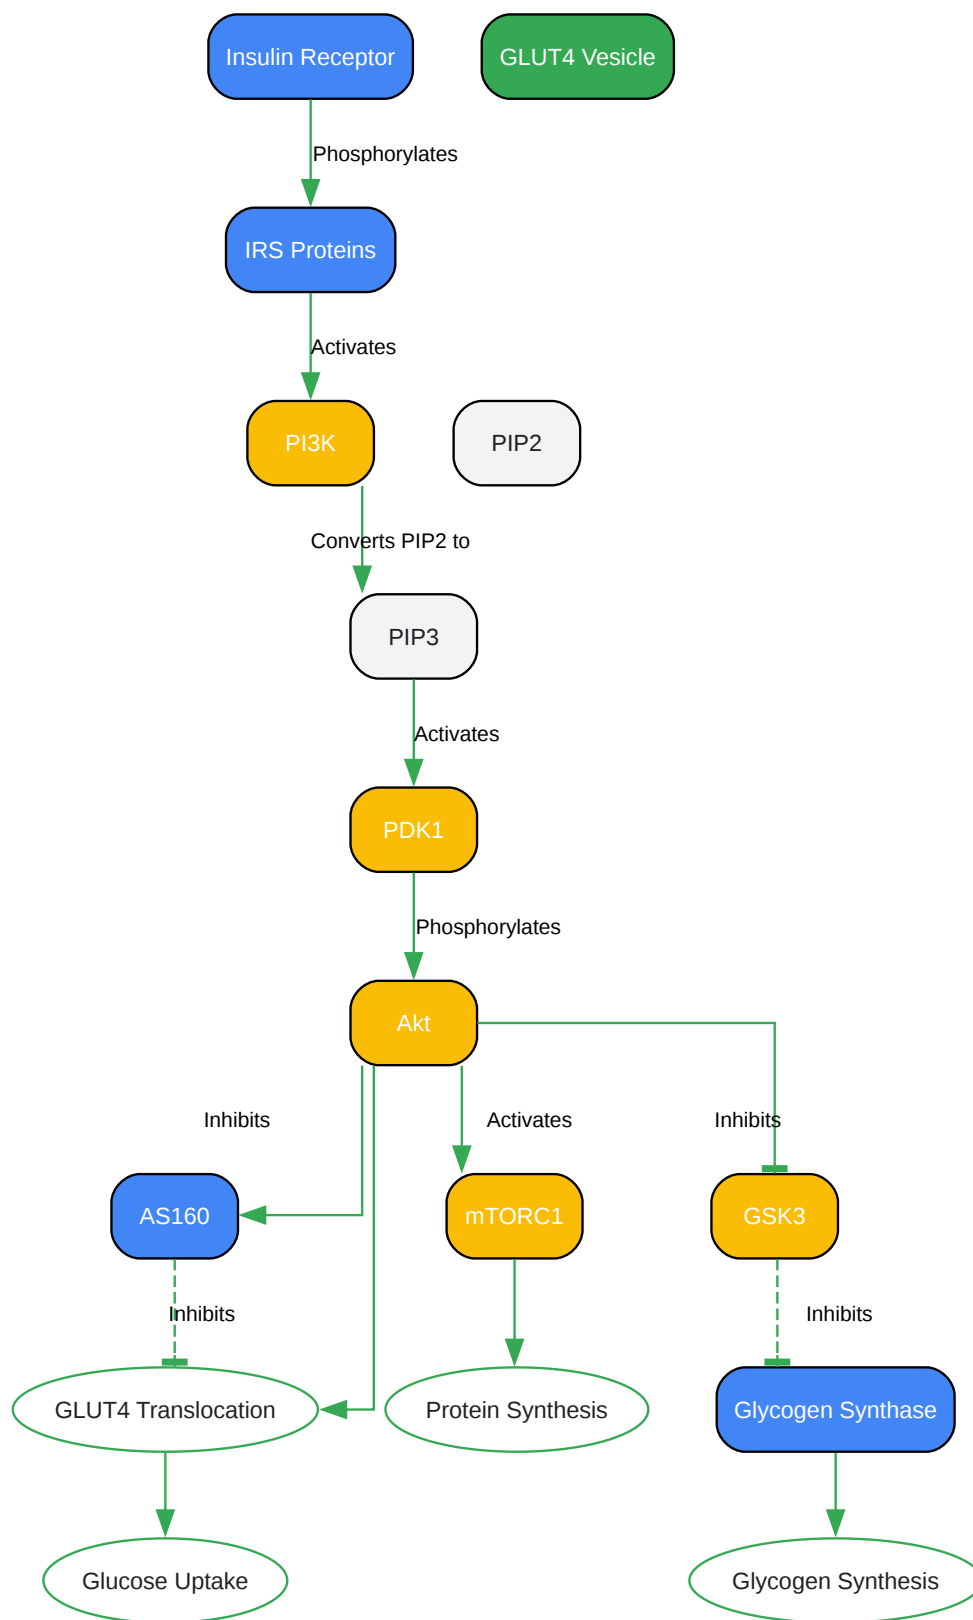 Insulin Receptor
GLUT4 Vesicle
Phosphorylates
IRS Proteins
Activates
PI3K
PIP2
Converts PIP2 to
PIP3
Activates
PDK1
Phosphorylates
Akt
Inhibits
Activates
Inhibits
AS160
mTORC1
GSK3
Inhibits
Inhibits
GLUT4 Translocation
Protein Synthesis
Glycogen Synthase
Glucose Uptake
Glycogen Synthesis